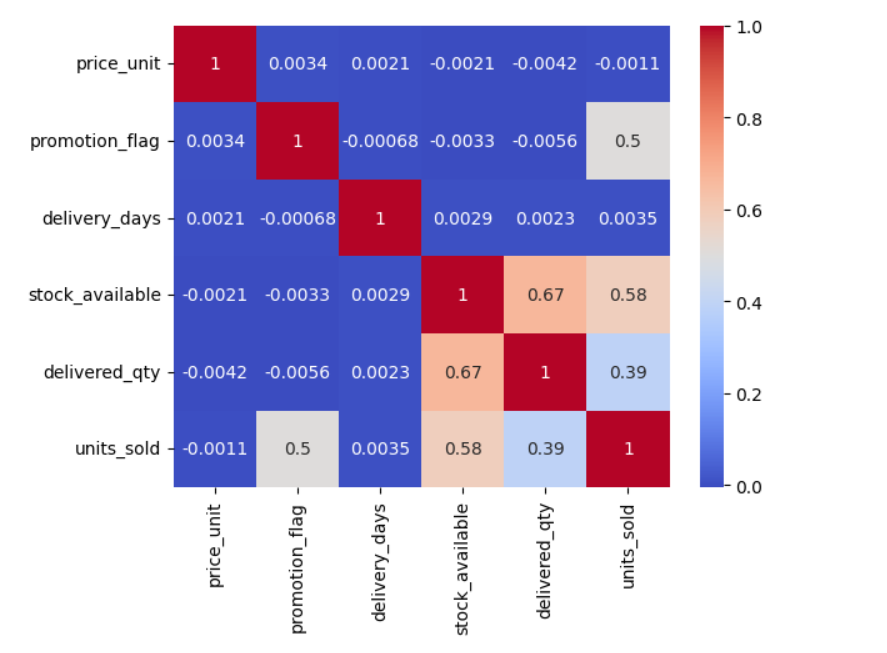 price_unit 1 0.0034 0.0021 -0.0021 -0.0042 -0.0011
promotion_flag 0.0034 1 -0.00068 -0.0033 -0.0056 0.5
delivery_days 0.0021 -0.00068 1 0.0029 0.0023 0.0035
stock_available -0.0021 -0.0033 0.0029 1 0.67 0.58
delivered_qty -0.0042 -0.0056 0.0023 0.67 1 0.39
units_sold -0.0011 0.5 0.0035 0.58 0.39 1
price_unit
promotion_flag
delivery_days
stock_available
delivered_qty
units_sold
1.0
0.8
0.6
0.4
0.2
0.0